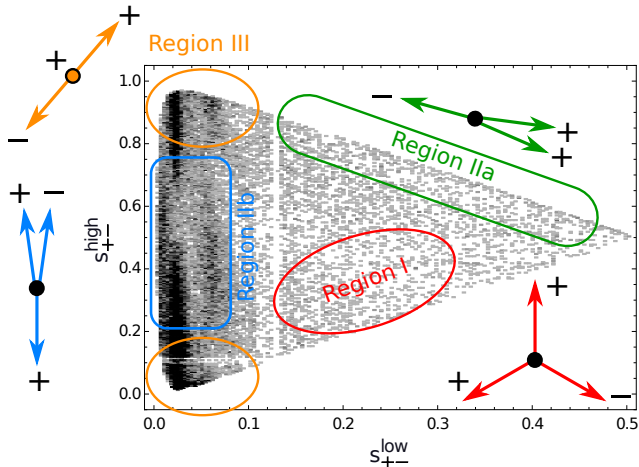 +
Region III
+
−
1.0
0.8
0.6
0.4
0.2
0.0
s+−^high
+ −
+
−
+
+
Region IIa
Region IIb
Region I
+
+
−
0.0 0.1 0.2 0.3 0.4 0.5
s+−^low